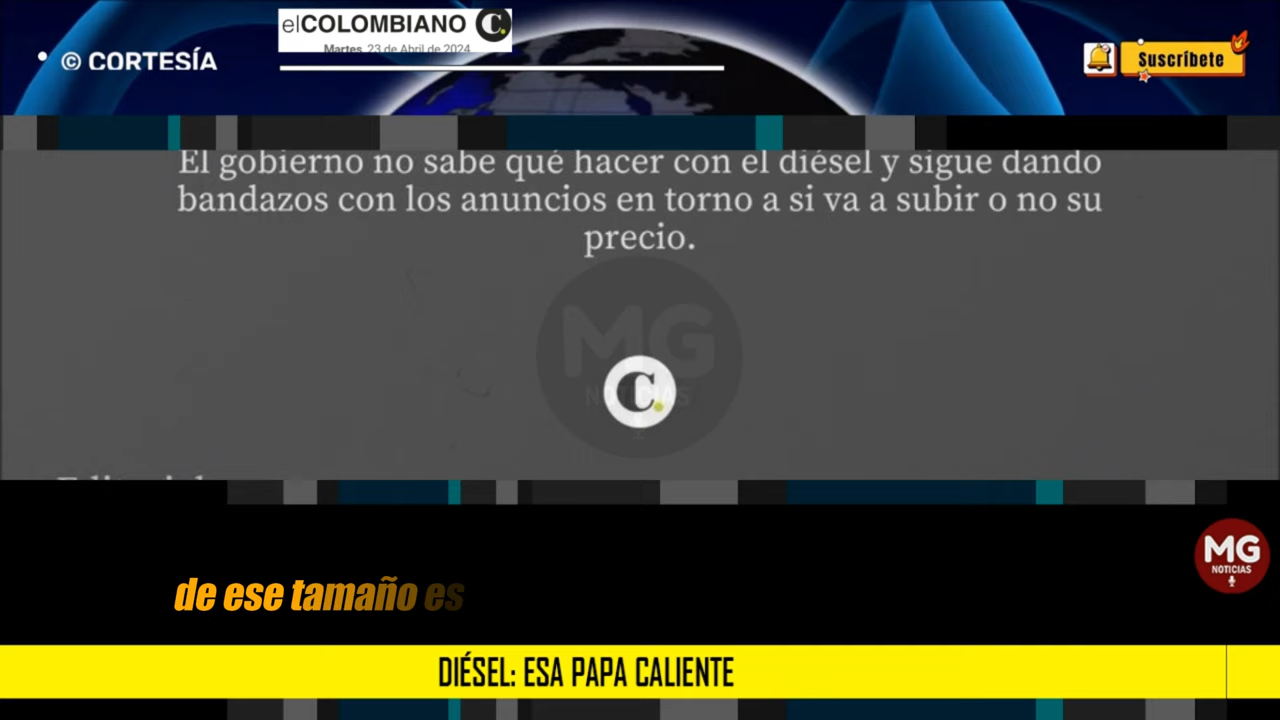 elCOLOMBIANO C.
Martes, 23 de Abril de 2024
© CORTESÍA
Suscríbete
El gobierno no sabe qué hacer con el diésel y sigue dando
bandazos con los anuncios en torno a si va a subir o no su
precio.
MG
NOTICIAS
C.
MG
NOTICIAS
de ese tamaño es
DIÉSEL: ESA PAPA CALIENTE